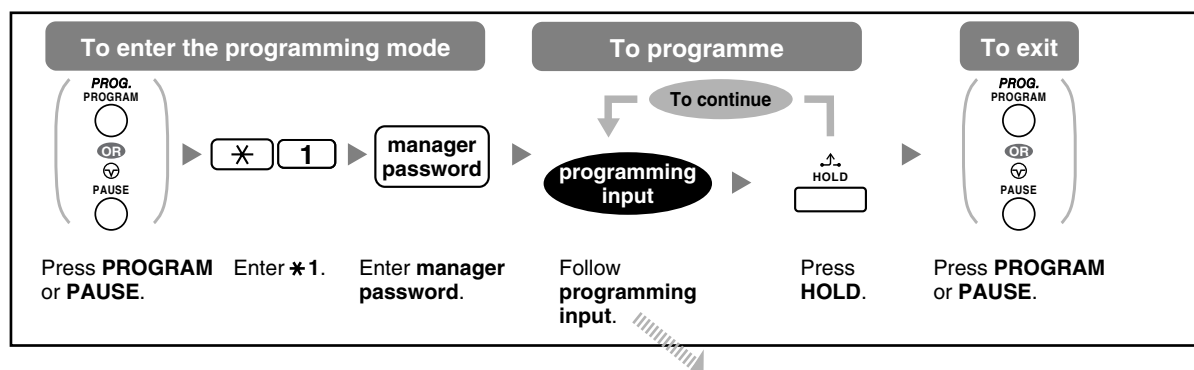 To enter the programming mode
To programme
To exit
PROG.
PROGRAM
OR
PAUSE
✱
1
manager
password
To continue
programming
input
HOLD
PROG.
PROGRAM
OR
PAUSE
Press PROGRAM
or PAUSE.
Enter ✱1.
Enter manager
password.
Follow
programming
input.
Press
HOLD.
Press PROGRAM
or PAUSE.